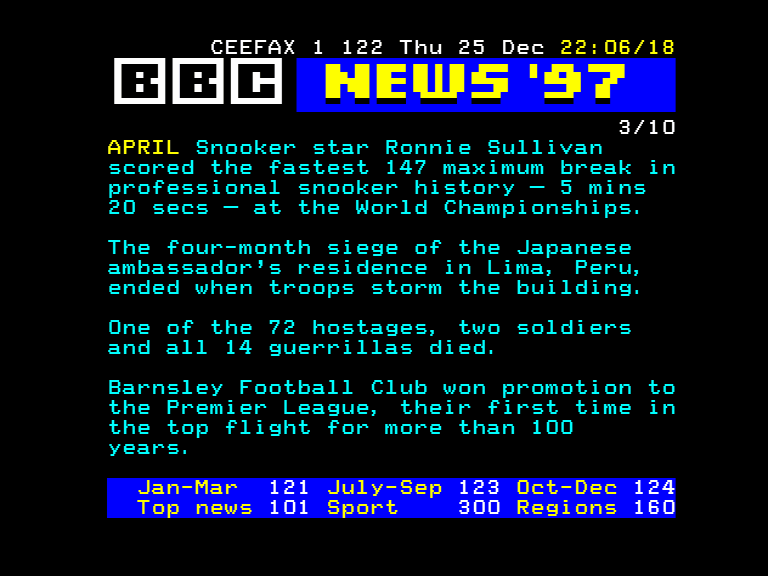 CEEFAX 1 122 Thu 25 Dec 22:06/18
BBC NEWS '97
3/10
APRIL Snooker star Ronnie Sullivan
scored the fastest 147 maximum break in
professional snooker history – 5 mins
20 secs – at the World Championships.
The four-month siege of the Japanese
ambassador's residence in Lima, Peru,
ended when troops storm the building.
One of the 72 hostages, two soldiers
and all 14 guerrillas died.
Barnsley Football Club won promotion to
the Premier League, their first time in
the top flight for more than 100
years.
Jan-Mar 121 July-Sep 123 Oct-Dec 124
Top news 101 Sport 300 Regions 160